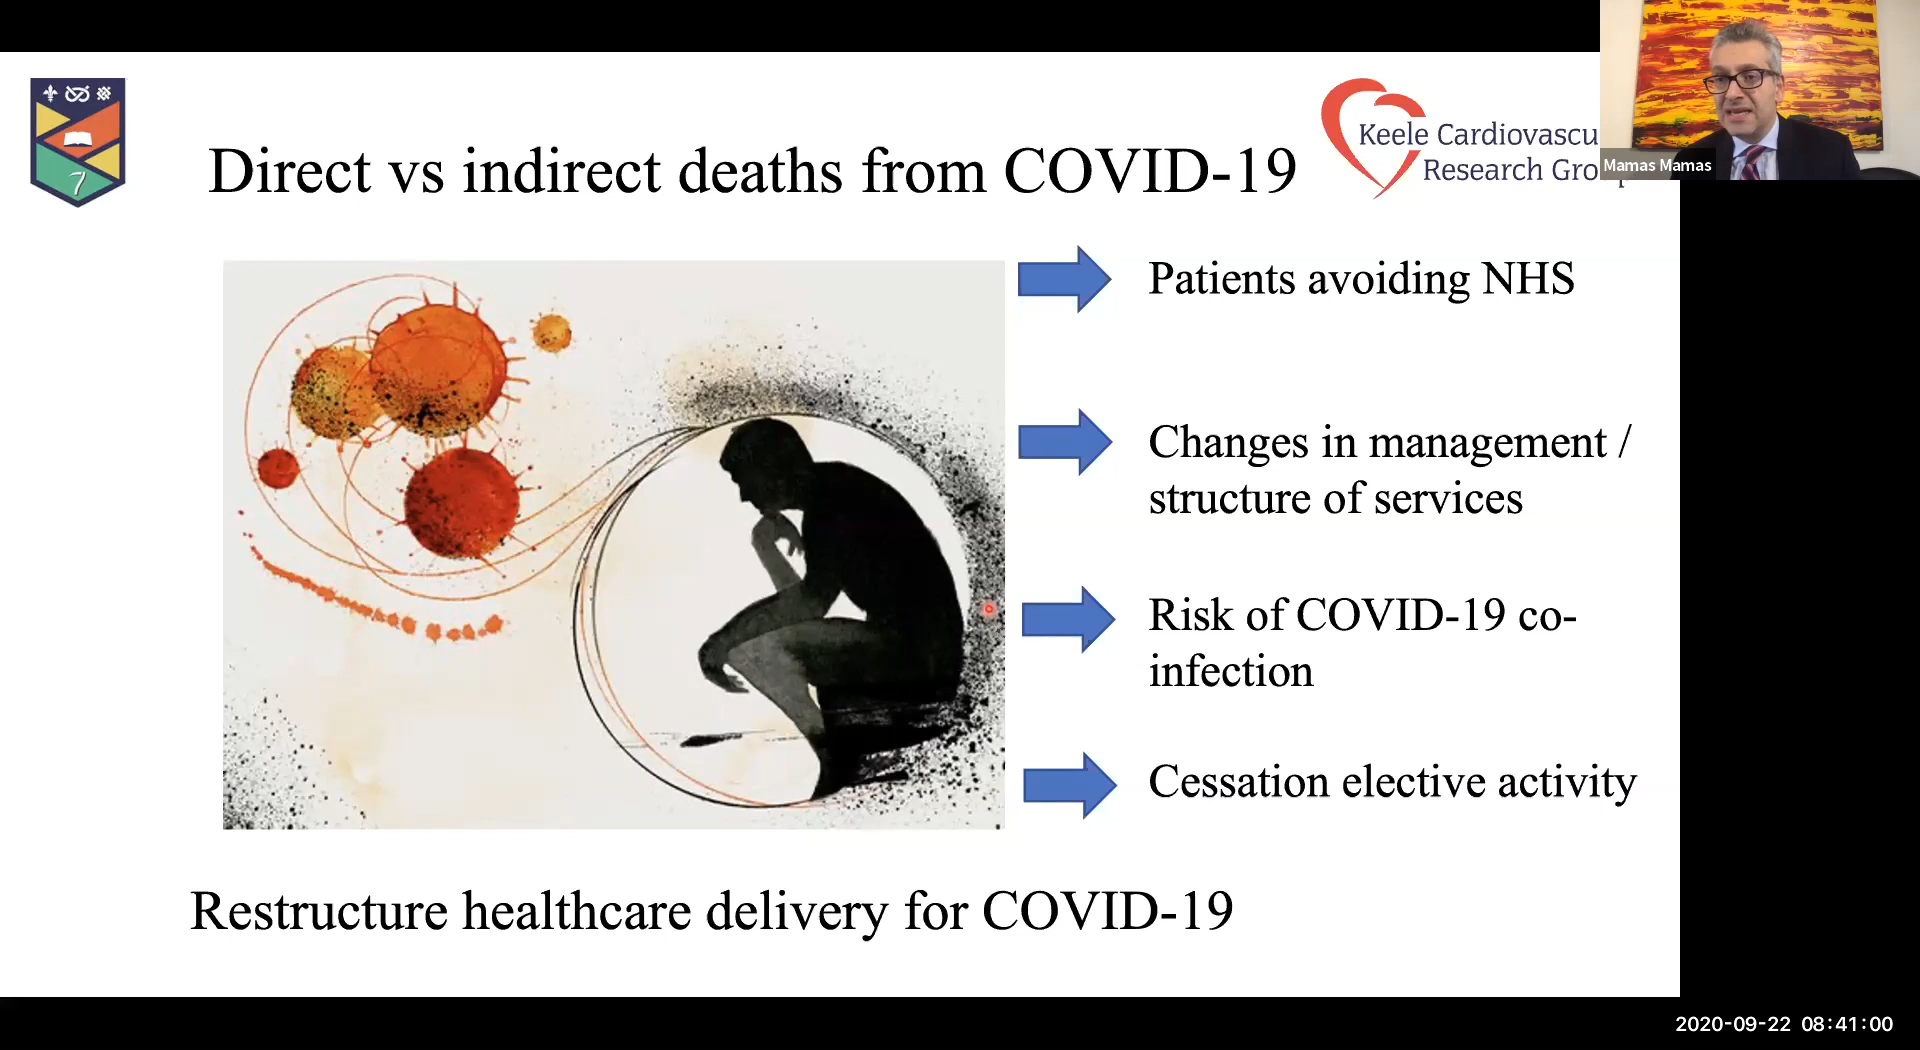 Direct vs indirect deaths from COVID-19
Keele Cardiovascu
Research Gro
Mamas Mamas
Patients avoiding NHS
Changes in management /
structure of services
Risk of COVID-19 co-
infection
Cessation elective activity
Restructure healthcare delivery for COVID-19
2020-09-22 08:41:00